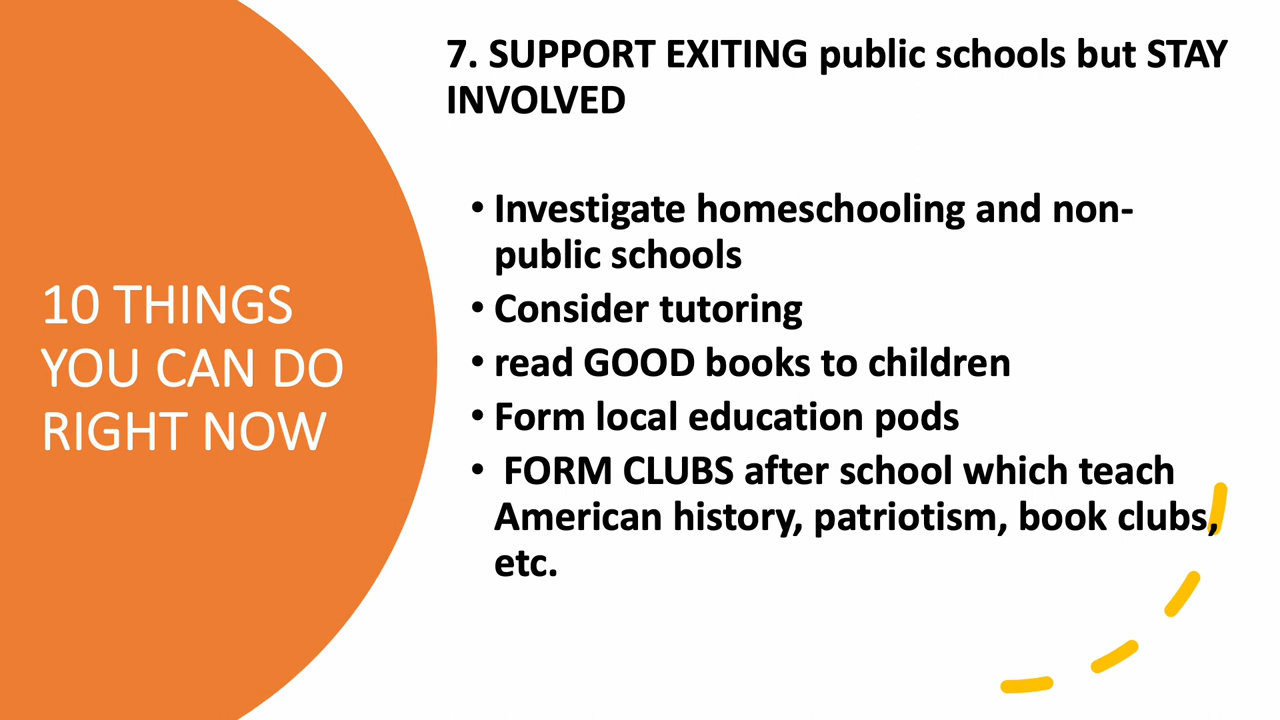 10 THINGS
YOU CAN DO
RIGHT NOW
7. SUPPORT EXITING public schools but STAY
INVOLVED
• Investigate homeschooling and non-
public schools
• Consider tutoring
• read GOOD books to children
• Form local education pods
• FORM CLUBS after school which teach
American history, patriotism, book clubs,
etc.